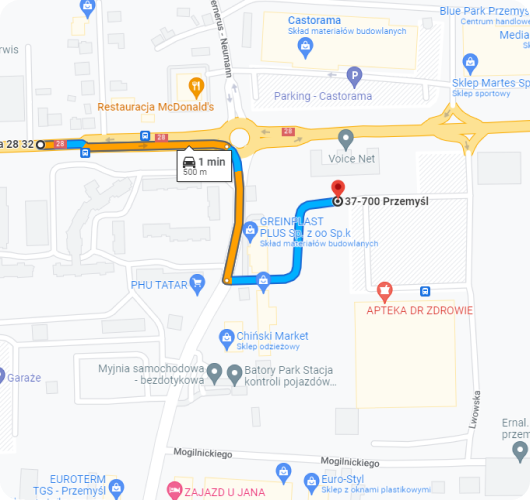 Castorama
Skład materiałów budowlanych
Blue Park Przemyś
Centrum handlowe
Media
Sklep Martes Sp
Sklep sportowy
Neumann
Parking - Castorama
Restauracja McDonald's
28
28
28
28 32
1 min
500 m
Voice Net
37-700 Przemyśl
GREINPLAST
PLUS Sp. z oo Sp.k
Skład materiałów budowlanych
PHU TATAR
APTEKA DR ZDROWIE
Chiński Market
Sklep odzieżowy
Myjnia samochodowa
- bezdotykowa
Batory Park Stacja
kontroli pojazdów...
Garaże
Lwowska
Ernal.
przem
Mogilnickiego
Mogilnickiego
EUROTERM
TGS - Przemyśl
ZAJAZD U JANA
Euro-Styl
Sklep z oknami plastikowymi